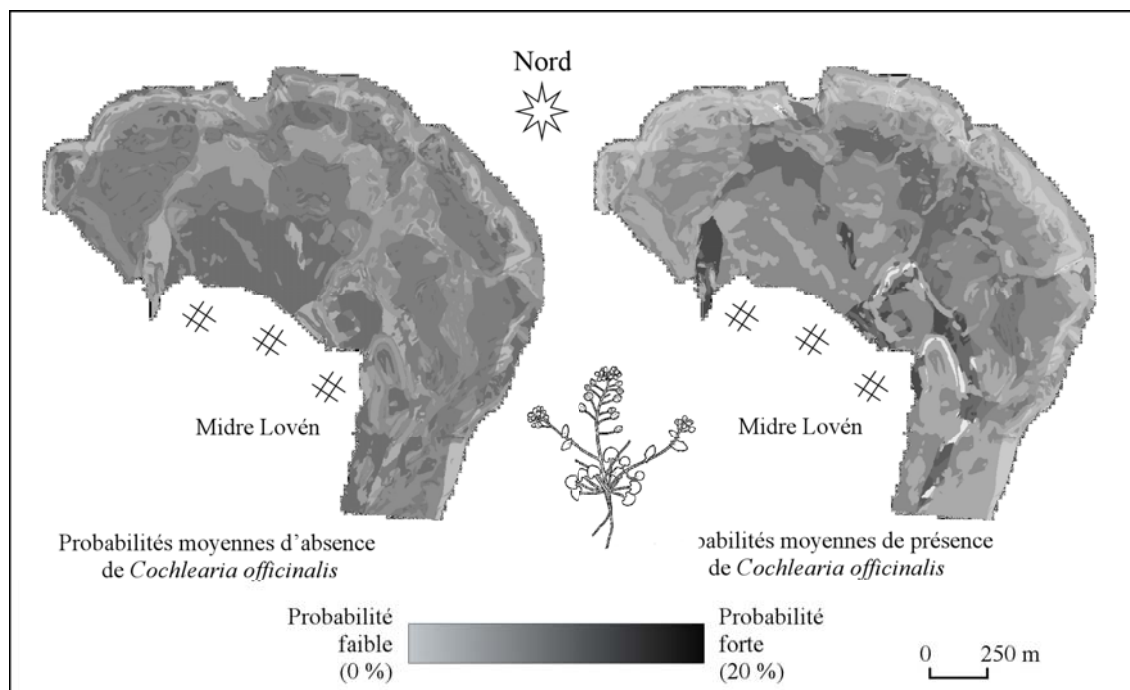 Nord
Midre Lovén
Midre Lovén
Probabilités moyennes d’absence
de Cochlearia officinalis
babilités moyennes de présence
de Cochlearia officinalis
Probabilité
faible
(0 %)
Probabilité
forte
(20 %)
0 250 m